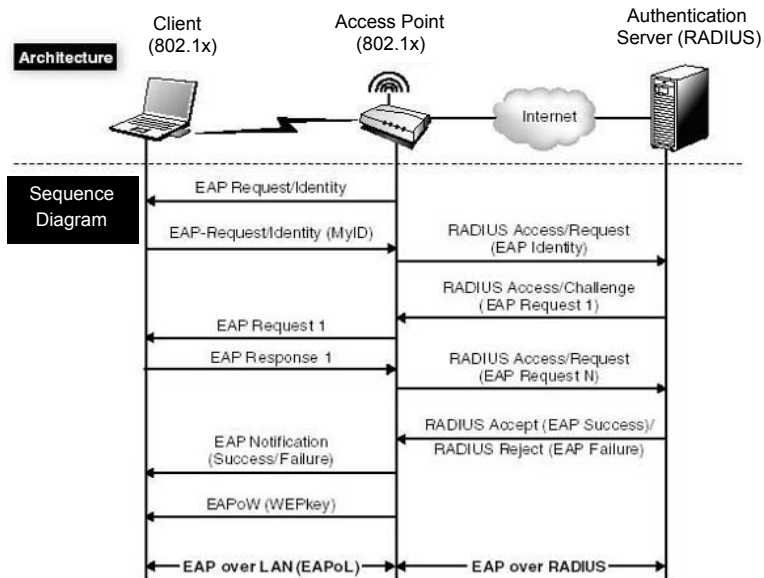 Client
(802.1x)
Access Point
(802.1x)
Authentication
Server (RADIUS)
Architecture
Internet
Sequence
Diagram
EAP Request/Identity
EAP-Request/Identity (MyID)
RADIUS Access/Request
(EAP Identity)
RADIUS Access/Challenge
(EAP Request 1)
EAP Request 1
EAP Response 1
RADIUS Access/Request
(EAP Request N)
RADIUS Accept (EAP Success)/
RADIUS Reject (EAP Failure)
EAP Notification
(Success/Failure)
EAPoW (WEPkey)
EAP over LAN (EAPoL)
EAP over RADIUS